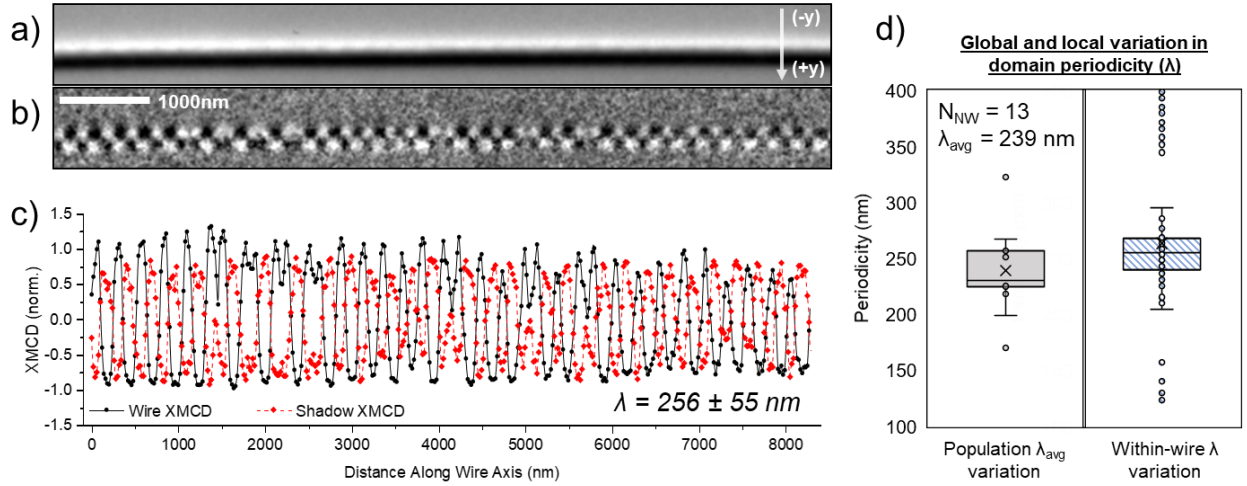 a)
(-y)
(+y)
b)
1000nm
c)
1.5
1.0
0.5
0.0
-0.5
-1.0
-1.5
XMCD (norm.)
Wire XMCD
Shadow XMCD
λ = 256 ± 55 nm
0 1000 2000 3000 4000 5000 6000 7000 8000
Distance Along Wire Axis (nm)
d)
Global and local variation in
domain periodicity (λ)
400
350
300
250
200
150
100
Periodicity (nm)
N_NW = 13
λ_avg = 239 nm
Population λ_avg
variation
Within-wire λ
variation